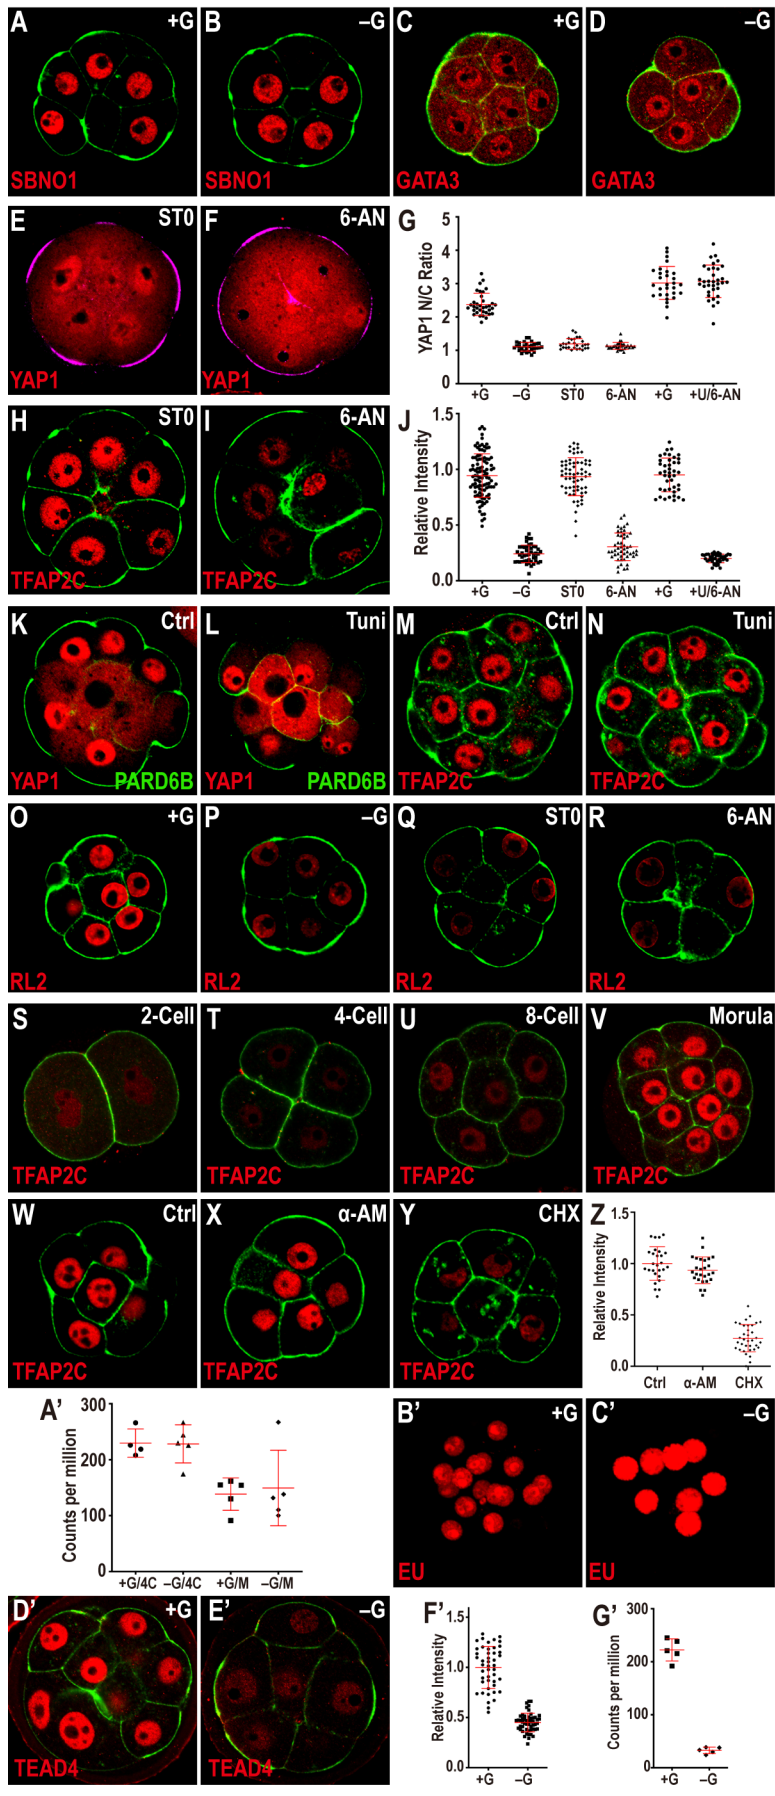 A +G SBNO1
B –G SBNO1
C +G GATA3
D –G GATA3
E ST0 YAP1
F 6-AN YAP1
G
YAP1 N/C Ratio
5
4
3
2
1
0
+G –G ST0 6-AN +G +U/6-AN
H ST0 TFAP2C
I 6-AN TFAP2C
J
Relative Intensity
1.5
1.0
0.5
0.0
+G –G ST0 6-AN +G +U/6-AN
K Ctrl YAP1 PARD6B
L Tuni YAP1 PARD6B
M Ctrl TFAP2C
N Tuni TFAP2C
O +G RL2
P –G RL2
Q ST0 RL2
R 6-AN RL2
S 2-Cell TFAP2C
T 4-Cell TFAP2C
U 8-Cell TFAP2C
V Morula TFAP2C
W Ctrl TFAP2C
X α-AM TFAP2C
Y CHX TFAP2C
Z
Relative Intensity
1.5
1.0
0.5
0.0
Ctrl α-AM CHX
A'
Counts per million
300
200
100
0
+G/4C –G/4C +G/M –G/M
B' +G EU
C' –G EU
D' +G TEAD4
E' –G TEAD4
F'
Relative Intensity
1.5
1.0
0.5
0.0
+G –G
G'
Counts per million
300
200
100
0
+G –G